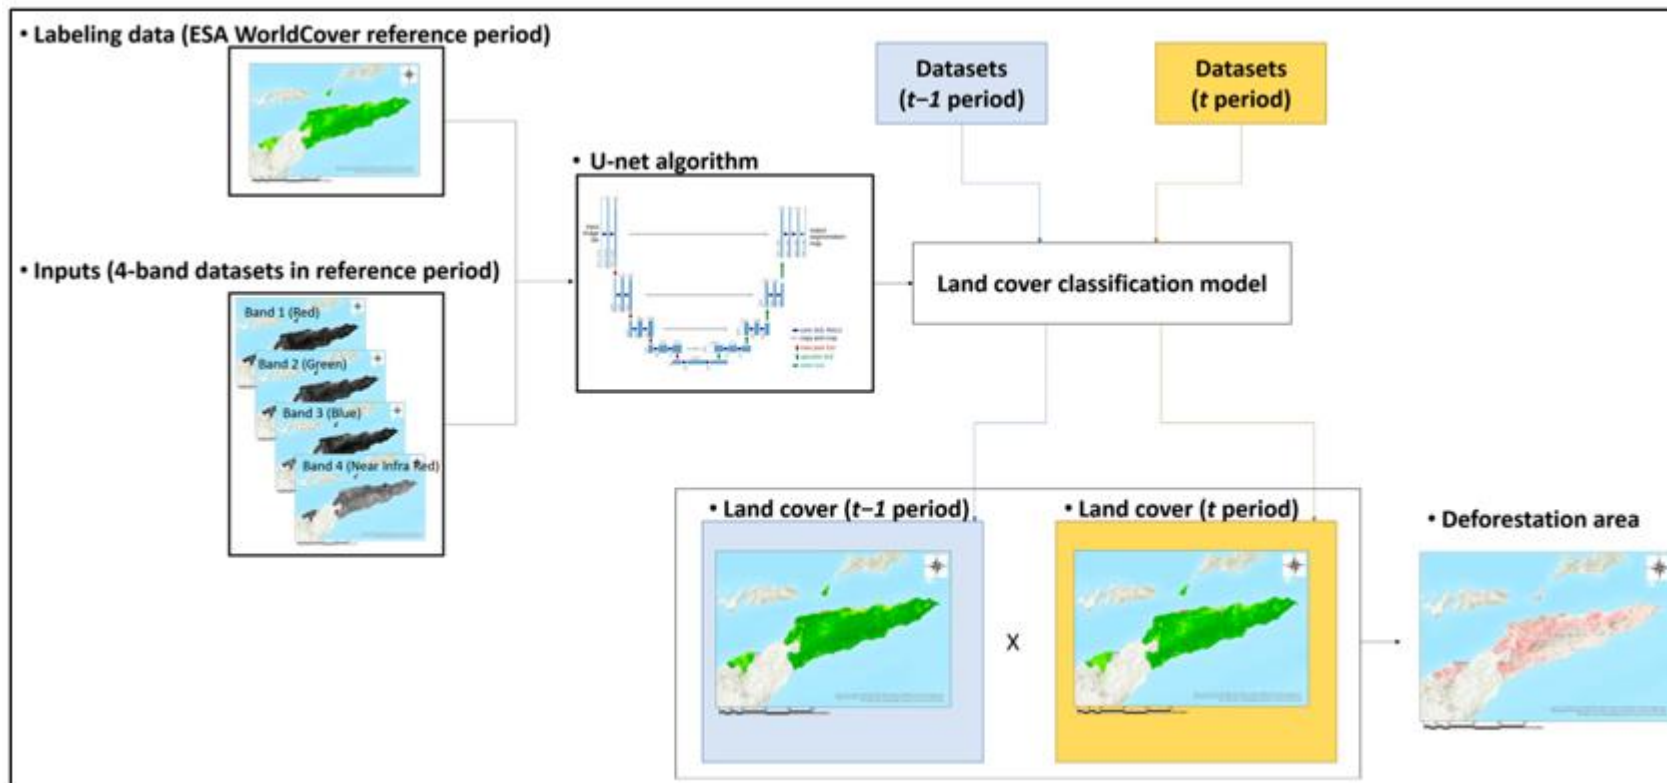 • Labeling data (ESA WorldCover reference period)
Datasets
(t−1 period)
Datasets
(t period)
• U-net algorithm
• Inputs (4-band datasets in reference period)
Band 1 (Red)
Band 2 (Green)
Band 3 (Blue)
Band 4 (Near Infra Red)
Land cover classification model
• Land cover (t−1 period)
• Land cover (t period)
• Deforestation area
X